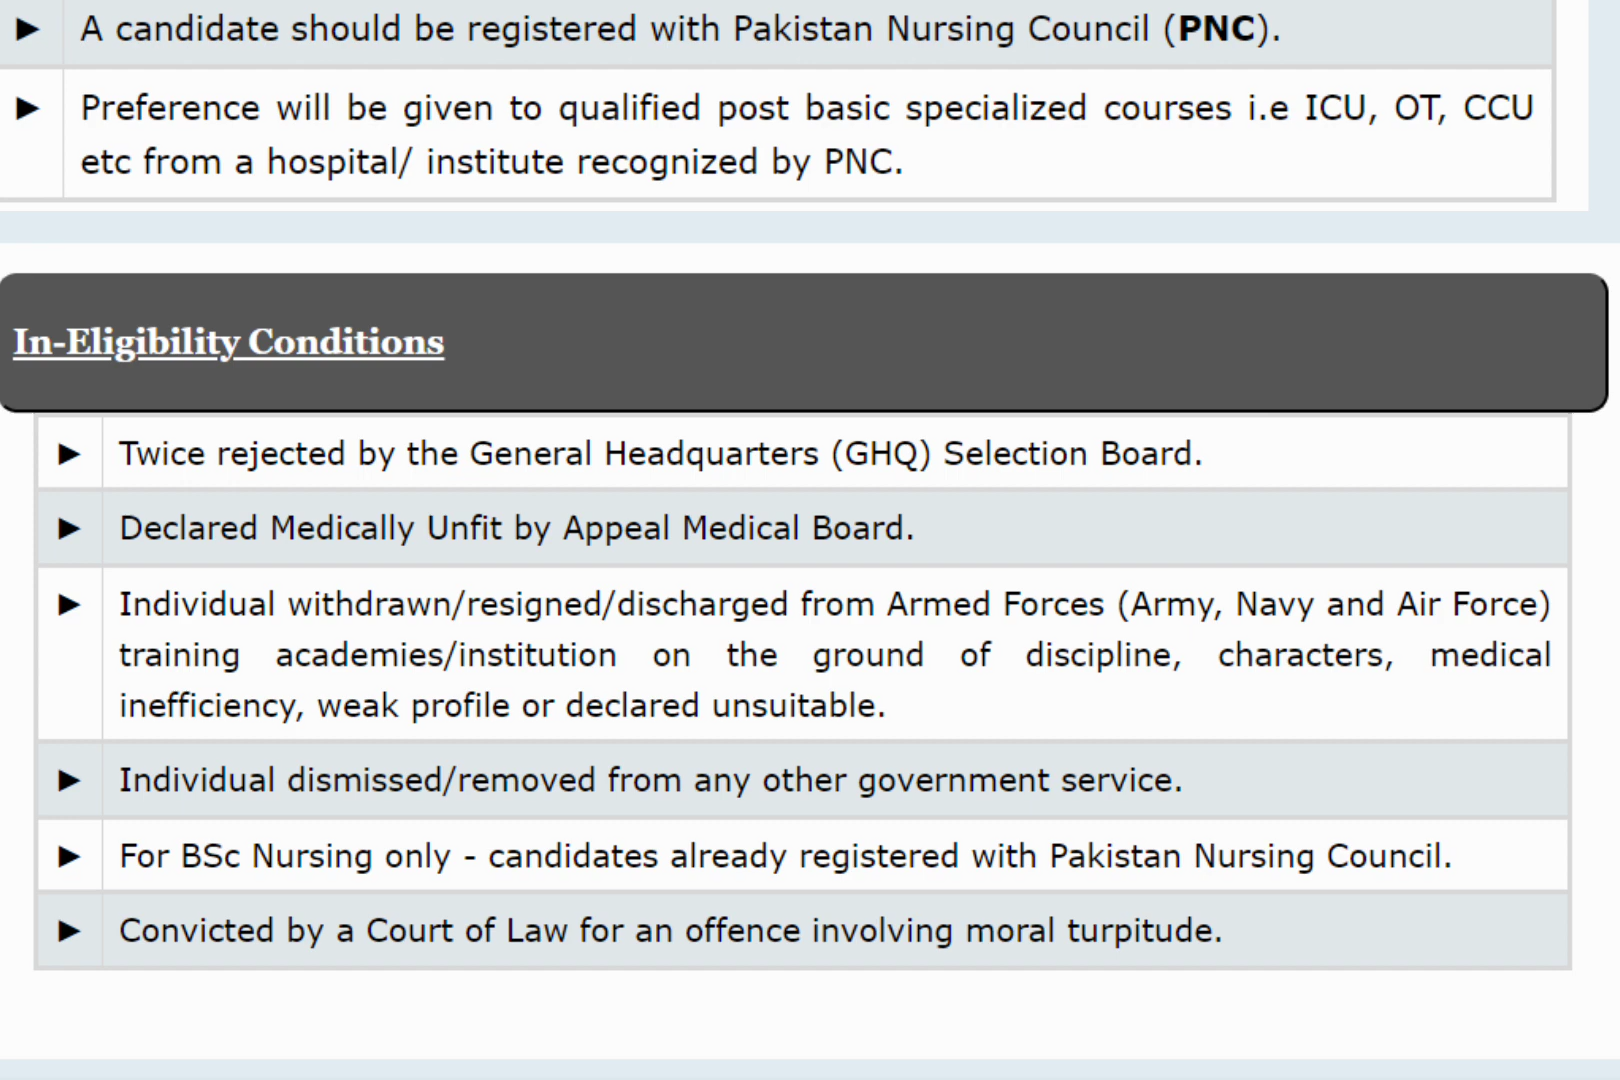 ► A candidate should be registered with Pakistan Nursing Council (PNC).
► Preference will be given to qualified post basic specialized courses i.e ICU, OT, CCU
etc from a hospital/ institute recognized by PNC.
In-Eligibility Conditions
► Twice rejected by the General Headquarters (GHQ) Selection Board.
► Declared Medically Unfit by Appeal Medical Board.
► Individual withdrawn/resigned/discharged from Armed Forces (Army, Navy and Air Force)
training academies/institution on the ground of discipline, characters, medical
inefficiency, weak profile or declared unsuitable.
► Individual dismissed/removed from any other government service.
► For BSc Nursing only - candidates already registered with Pakistan Nursing Council.
► Convicted by a Court of Law for an offence involving moral turpitude.